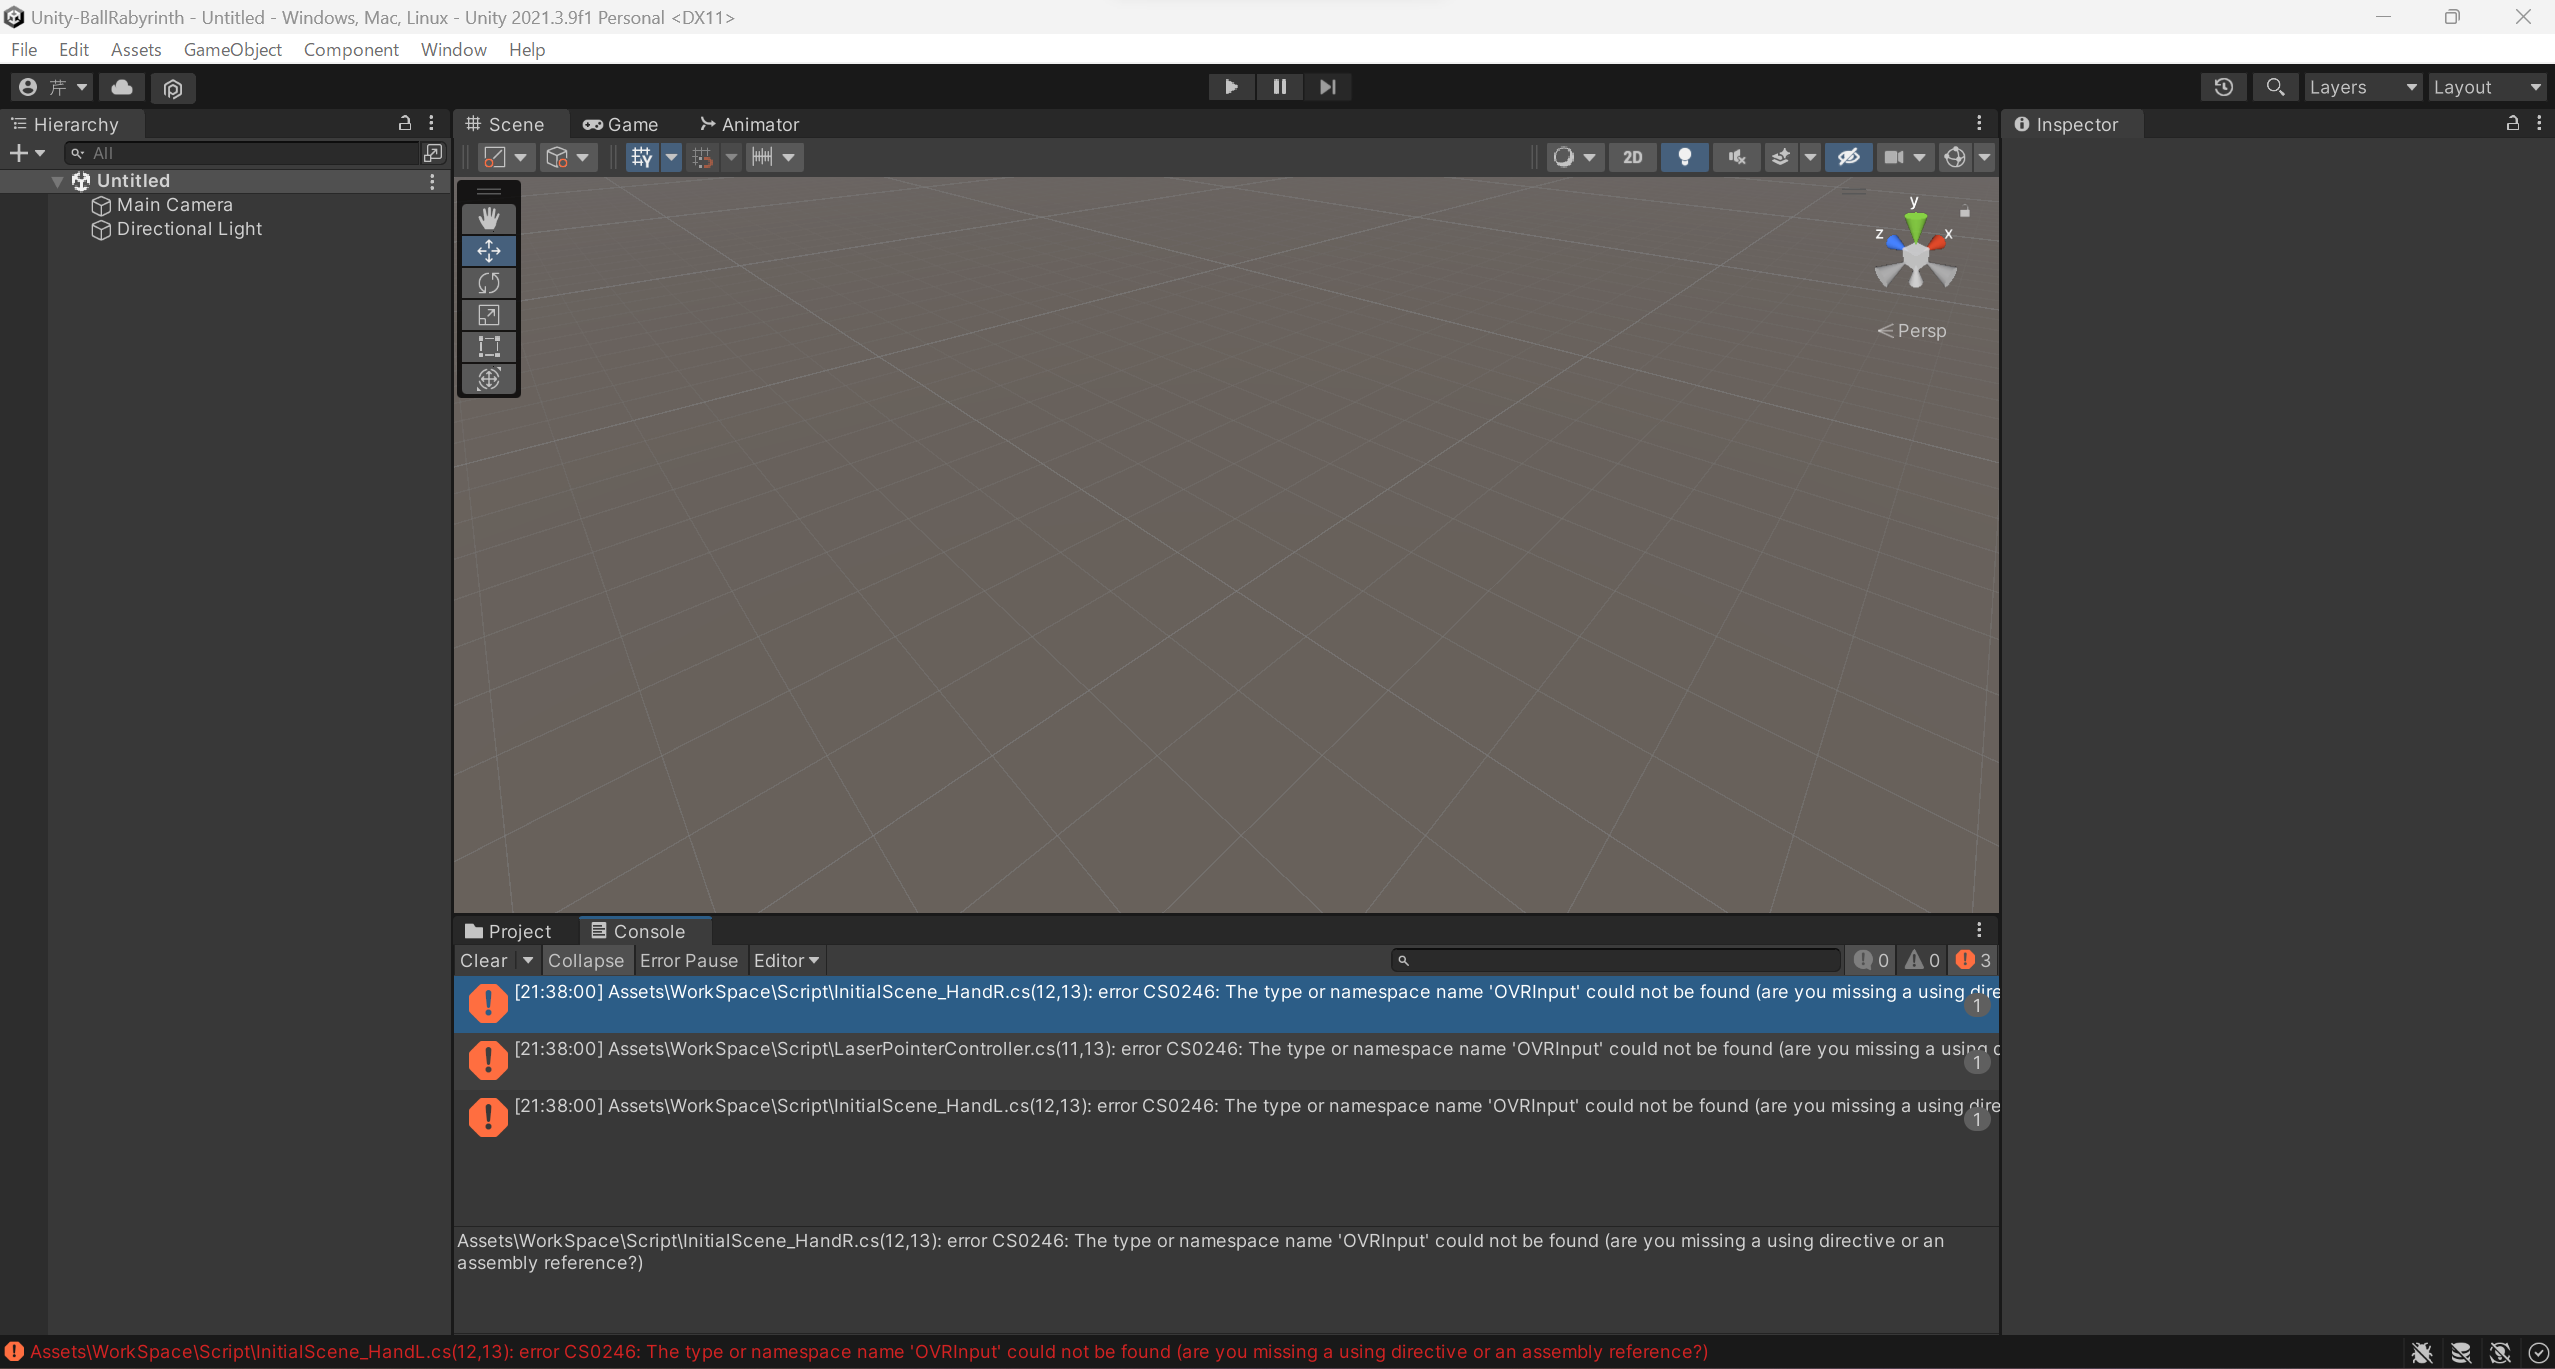 Unity-BallRabyrinth - Untitled - Windows, Mac, Linux - Unity 2021.3.9f1 Personal <DX11>
File Edit Assets GameObject Component Window Help
芹
Layers
Layout
Hierarchy
All
Untitled
Main Camera
Directional Light
Scene
Game
Animator
2D
y
z
x
Persp
Inspector
Project
Console
Clear
Collapse
Error Pause
Editor
0
0
3
[21:38:00] Assets\WorkSpace\Script\InitialScene_HandR.cs(12,13): error CS0246: The type or namespace name 'OVRInput' could not be found (are you missing a using dire
1
[21:38:00] Assets\WorkSpace\Script\LaserPointerController.cs(11,13): error CS0246: The type or namespace name 'OVRInput' could not be found (are you missing a using d
1
[21:38:00] Assets\WorkSpace\Script\InitialScene_HandL.cs(12,13): error CS0246: The type or namespace name 'OVRInput' could not be found (are you missing a using dire
1
Assets\WorkSpace\Script\InitialScene_HandR.cs(12,13): error CS0246: The type or namespace name 'OVRInput' could not be found (are you missing a using directive or an
assembly reference?)
Assets\WorkSpace\Script\InitialScene_HandL.cs(12,13): error CS0246: The type or namespace name 'OVRInput' could not be found (are you missing a using directive or an assembly reference?)